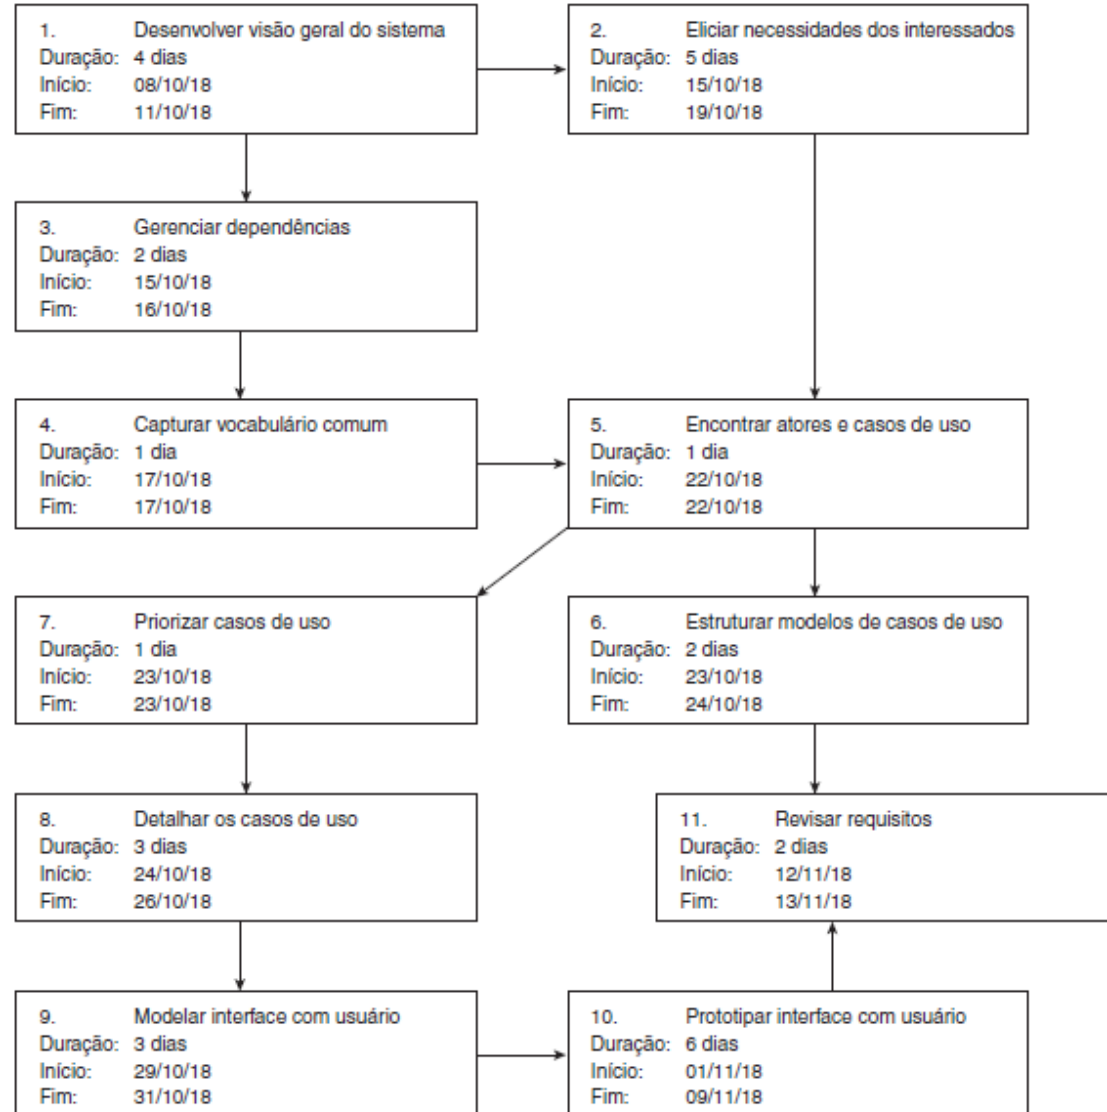 1. Desenvolver visão geral do sistema
Duração: 4 dias
Início: 08/10/18
Fim: 11/10/18
2. Eliciar necessidades dos interessados
Duração: 5 dias
Início: 15/10/18
Fim: 19/10/18
3. Gerenciar dependências
Duração: 2 dias
Início: 15/10/18
Fim: 16/10/18
4. Capturar vocabulário comum
Duração: 1 dia
Início: 17/10/18
Fim: 17/10/18
5. Encontrar atores e casos de uso
Duração: 1 dia
Início: 22/10/18
Fim: 22/10/18
7. Priorizar casos de uso
Duração: 1 dia
Início: 23/10/18
Fim: 23/10/18
6. Estruturar modelos de casos de uso
Duração: 2 dias
Início: 23/10/18
Fim: 24/10/18
8. Detalhar os casos de uso
Duração: 3 dias
Início: 24/10/18
Fim: 26/10/18
11. Revisar requisitos
Duração: 2 dias
Início: 12/11/18
Fim: 13/11/18
9. Modelar interface com usuário
Duração: 3 dias
Início: 29/10/18
Fim: 31/10/18
10. Prototipar interface com usuário
Duração: 6 dias
Início: 01/11/18
Fim: 09/11/18